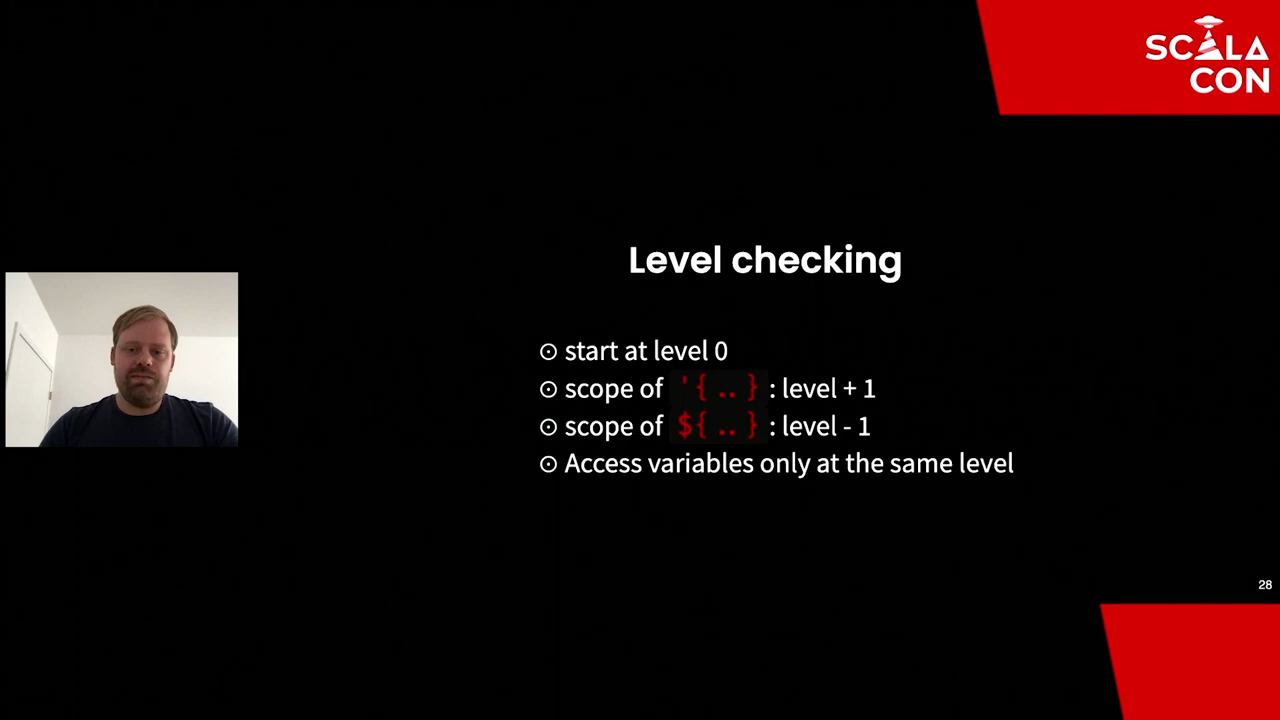 SCALA
CON
Level checking
⊙ start at level 0
⊙ scope of '{ .. } : level + 1
⊙ scope of ${ .. } : level - 1
⊙ Access variables only at the same level
28